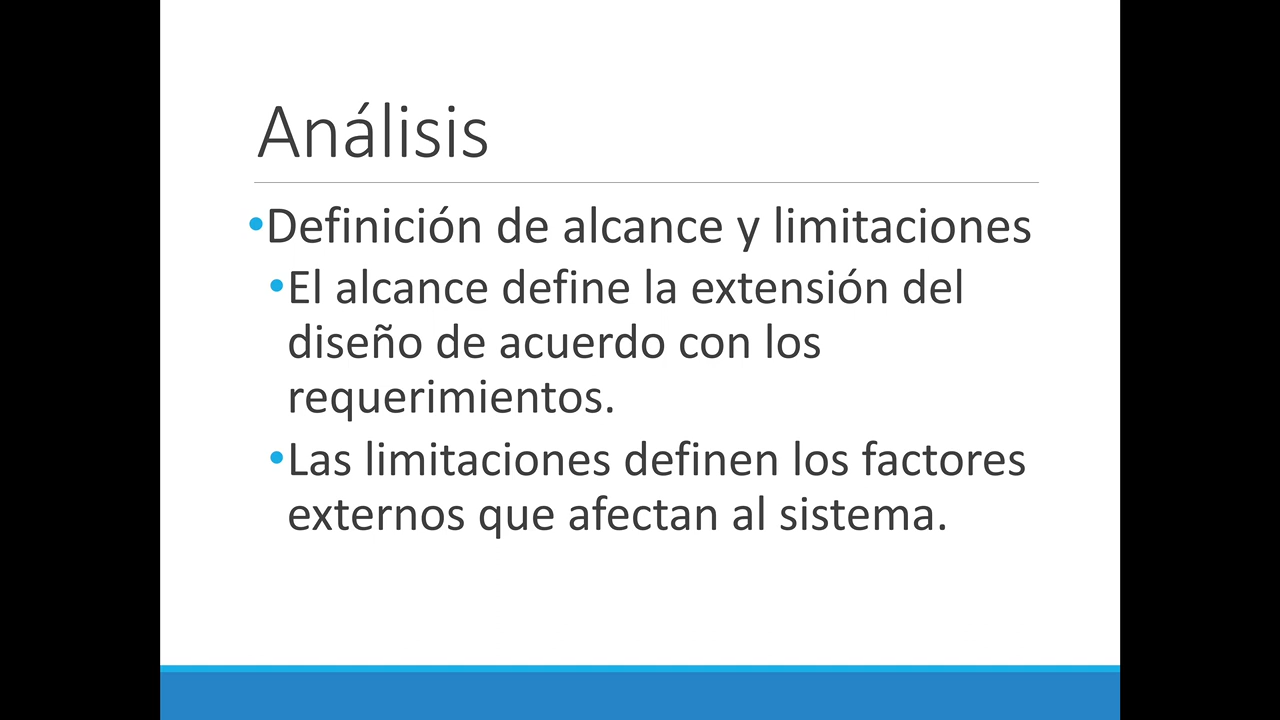 Análisis
•Definición de alcance y limitaciones
•El alcance define la extensión del
diseño de acuerdo con los
requerimientos.
•Las limitaciones definen los factores
externos que afectan al sistema.